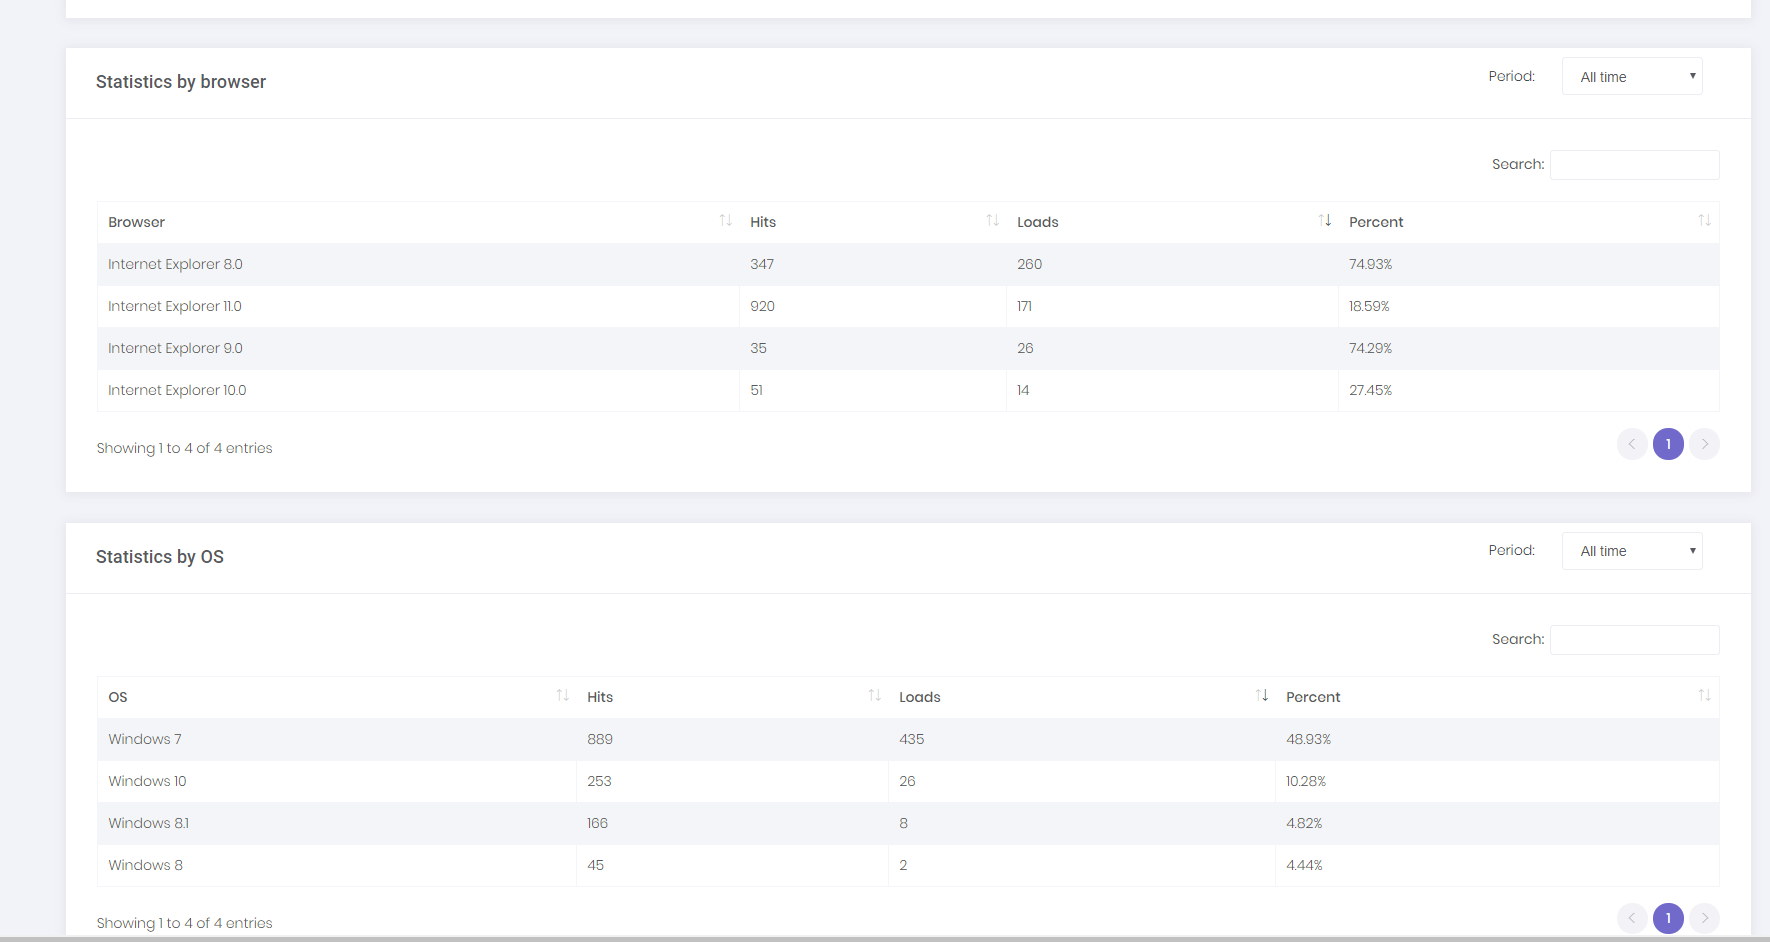 Statistics by browser
Period: All time
Search:
Browser Hits Loads Percent
Internet Explorer 8.0 347 260 74.93%
Internet Explorer 11.0 920 171 18.59%
Internet Explorer 9.0 35 26 74.29%
Internet Explorer 10.0 51 14 27.45%
Showing 1 to 4 of 4 entries 1
Statistics by OS
Period: All time
Search:
OS Hits Loads Percent
Windows 7 889 435 48.93%
Windows 10 253 26 10.28%
Windows 8.1 166 8 4.82%
Windows 8 45 2 4.44%
Showing 1 to 4 of 4 entries 1